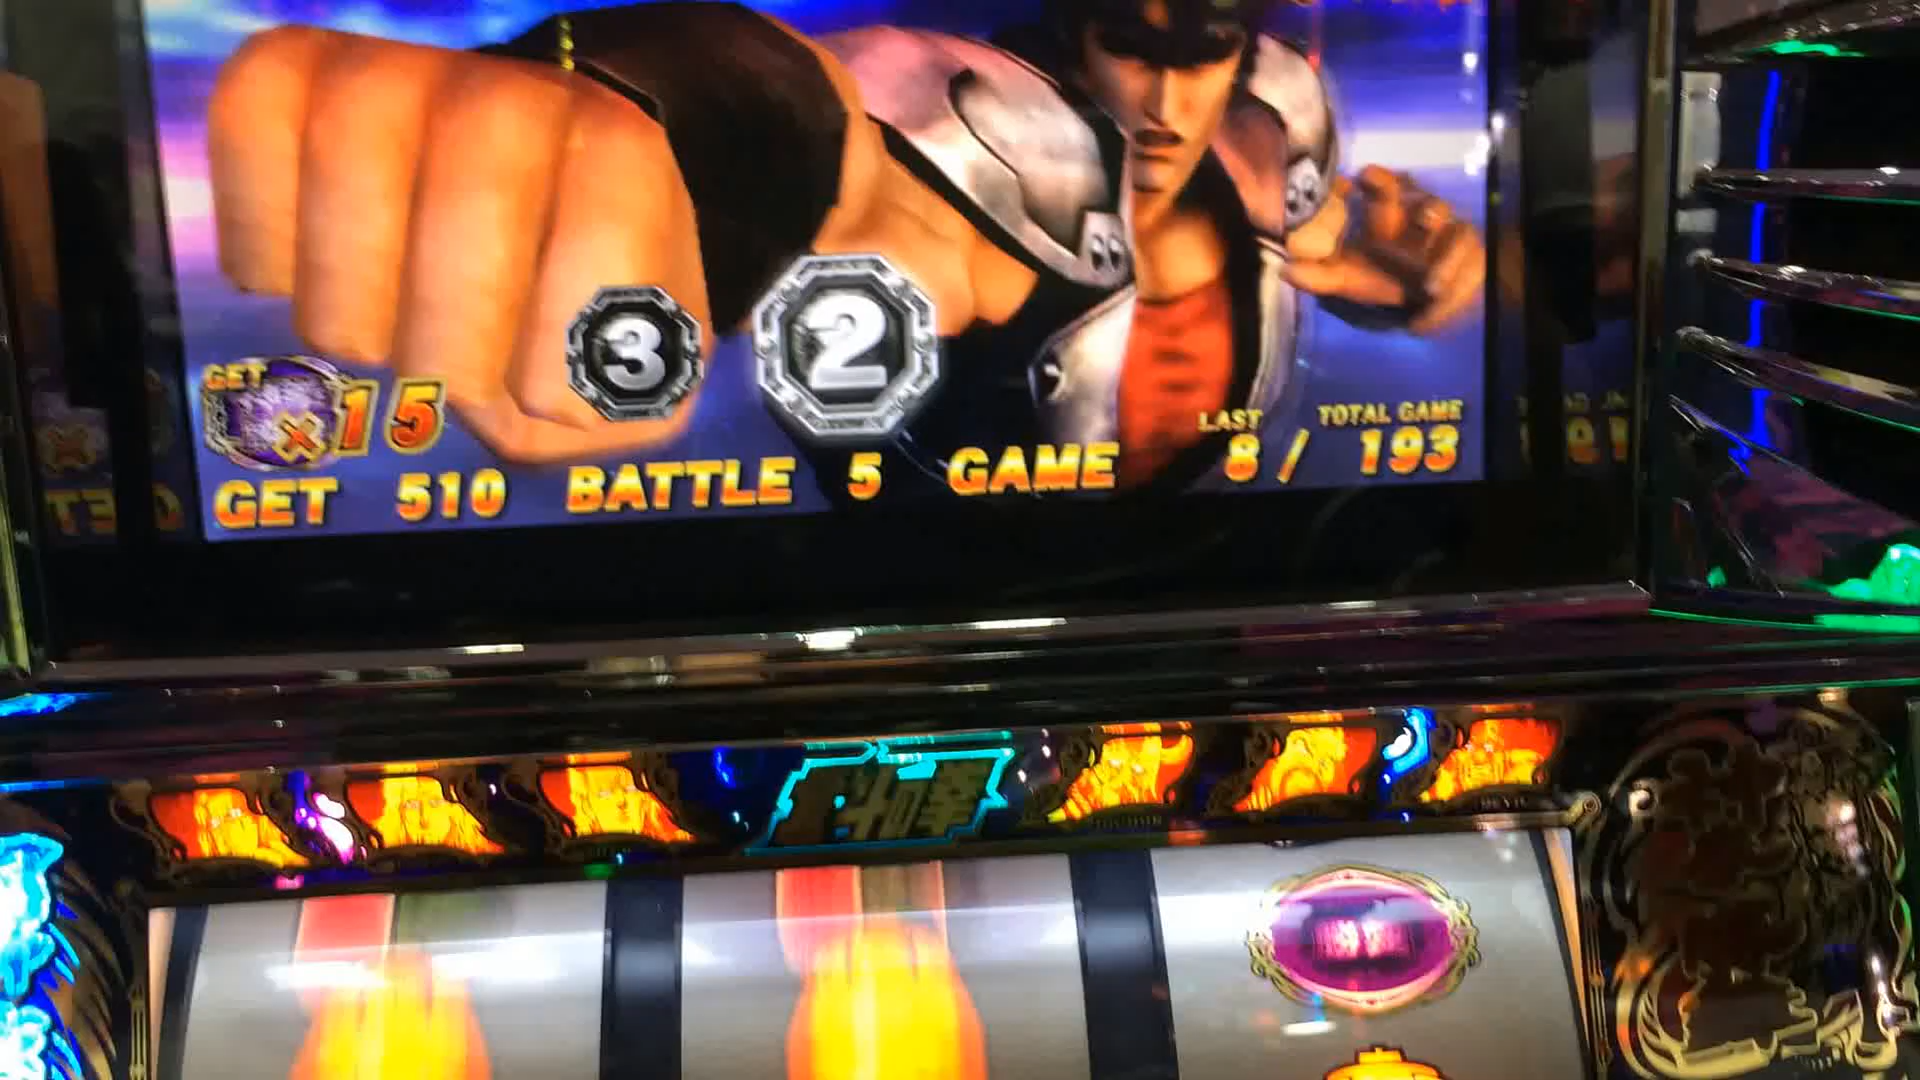 3 2
GET ×15
LAST TOTAL GAME
8 / 193
GET 510 BATTLE 5 GAME